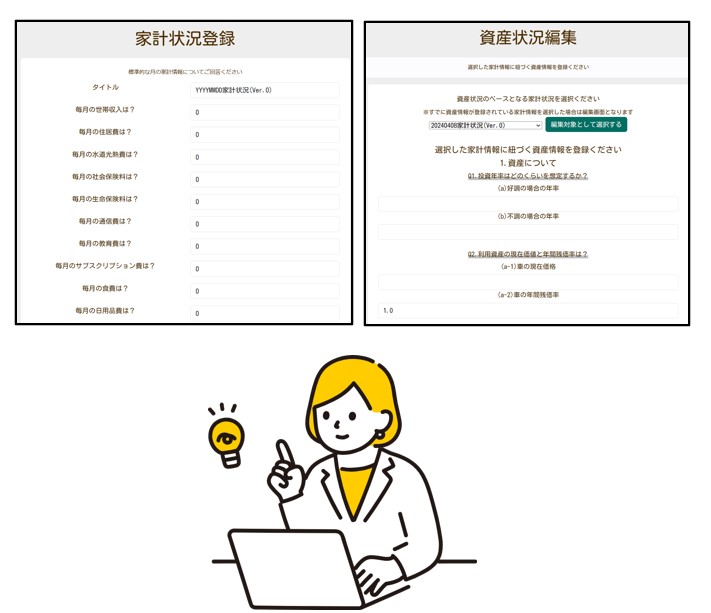 家計状況登録
標準的な月の家計情報についてご回答ください
タイトル
YYYYMMDD家計状況(Ver.0)
毎月の世帯収入は？
0
毎月の住居費は？
0
毎月の水道光熱費は？
0
毎月の社会保険料は？
0
毎月の生命保険料は？
0
毎月の通信費は？
0
毎月の教育費は？
0
毎月のサブスクリプション費は？
0
毎月の食費は？
0
毎月の日用品費は？
0
資産状況編集
選択した家計情報に紐づく資産情報を登録ください
資産状況のベースとなる家計状況を選択ください
※すでに資産情報が登録されている家計情報を選択した場合は編集画面となります
20240408家計状況(Ver.0) 編集対象として選択する
選択した家計情報に紐づく資産情報を登録ください
1.資産について
Q1.投資年率はどのくらいを想定するか？
(a)好調の場合の年率
(b)不調の場合の年率
Q2.利用資産の現在価値と年間残価率は？
(a-1)車の現在価格
(a-2)車の年間残価率
1.0